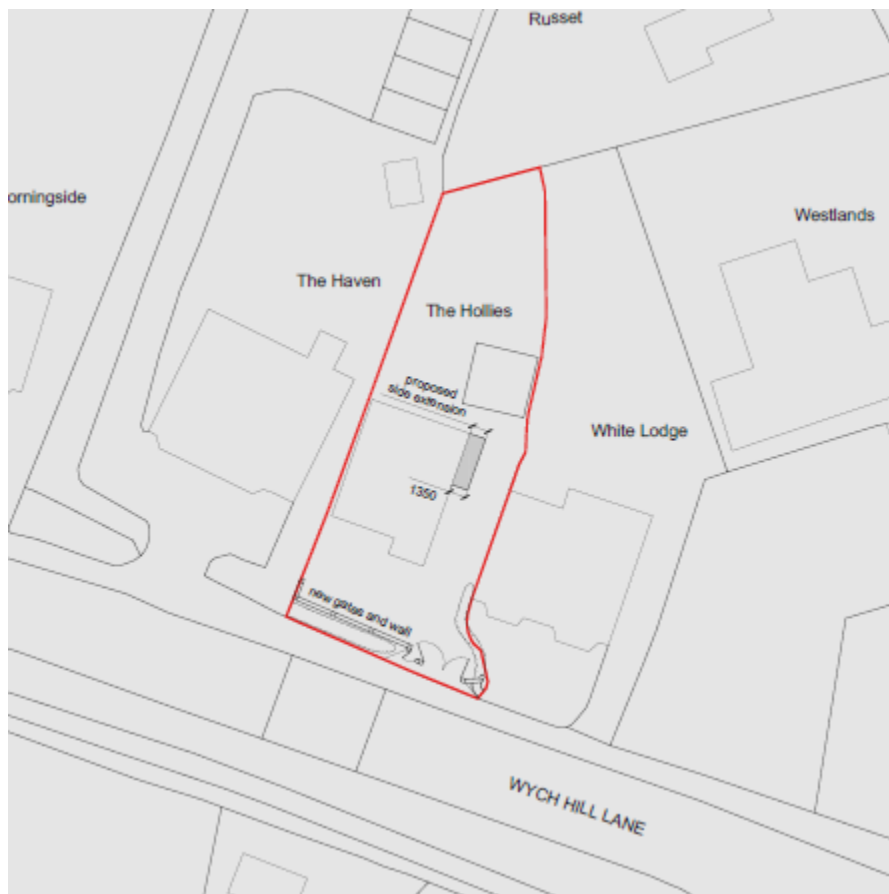 Russet
orningside
Westlands
The Haven
The Hollies
proposed
side extension
White Lodge
1350
new gates and wall
WYCH HILL LANE